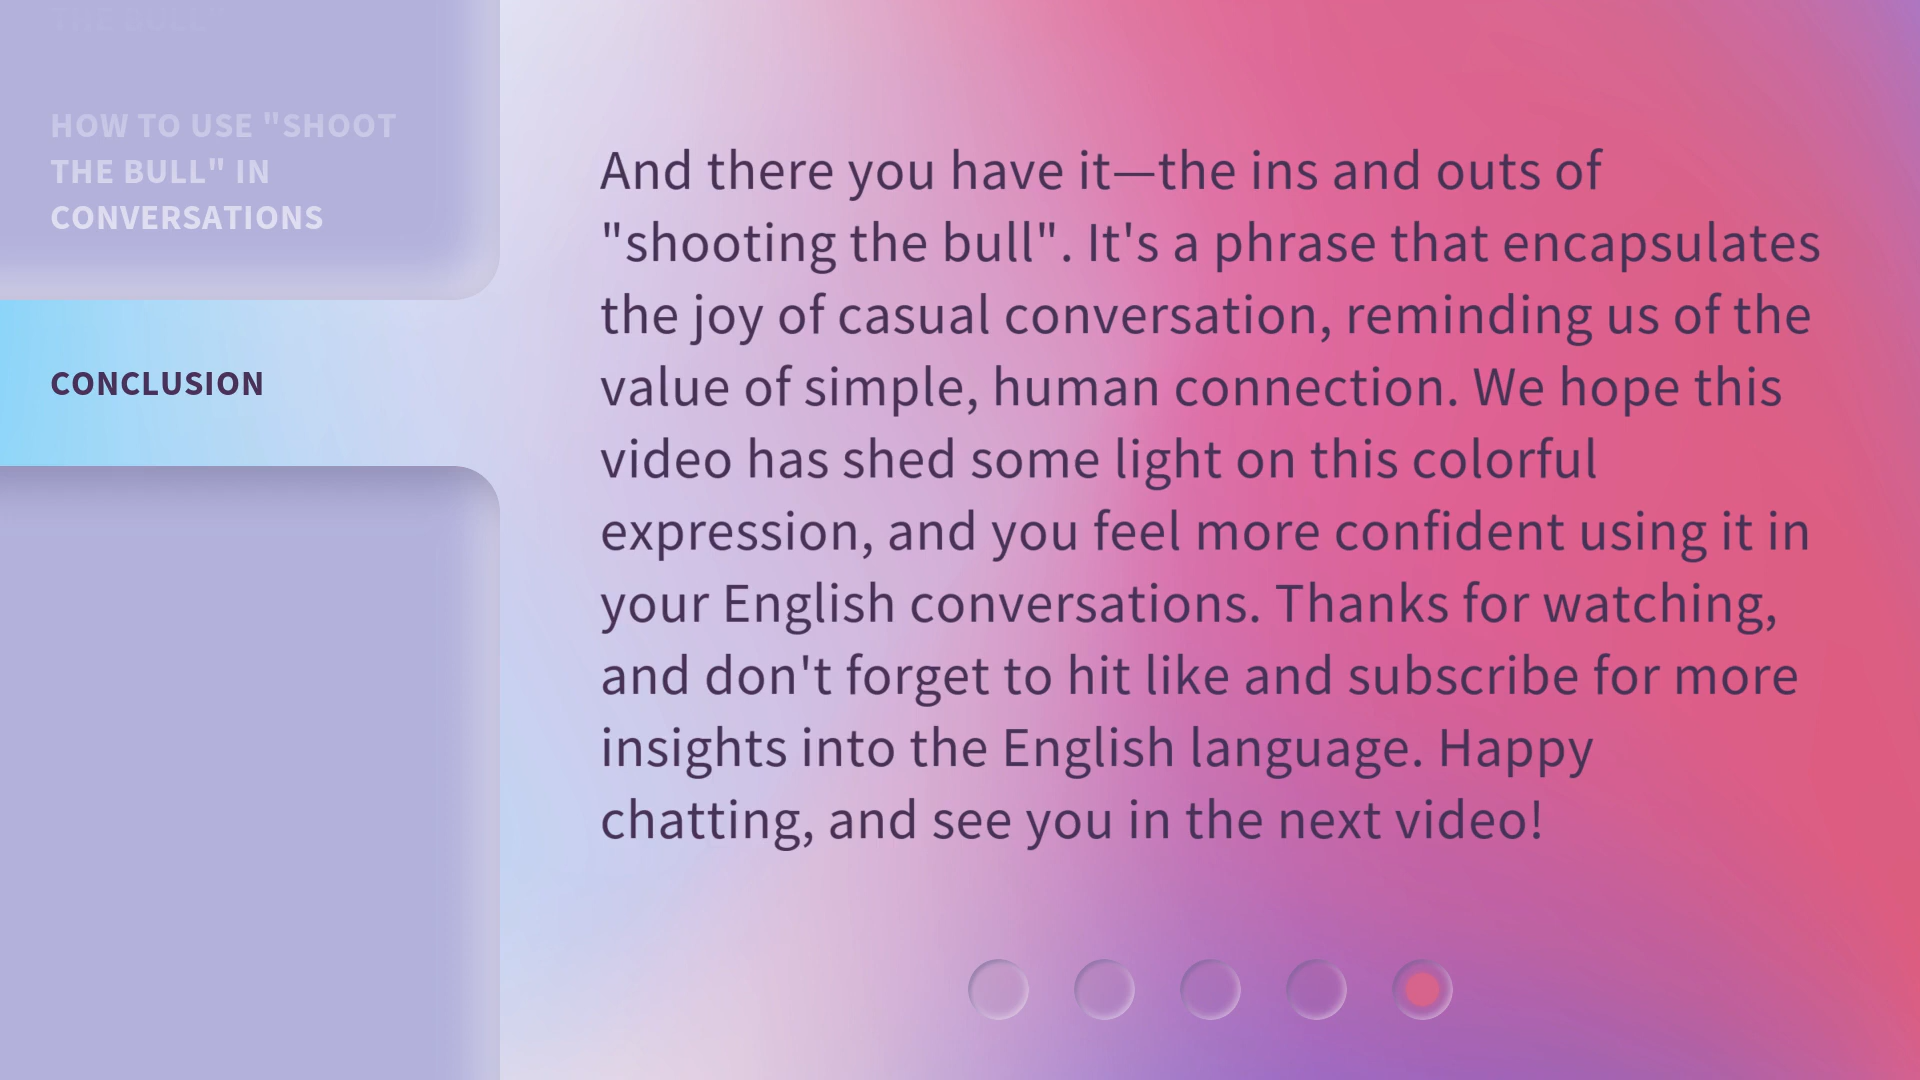 THE BULL"
HOW TO USE "SHOOT
THE BULL" IN
CONVERSATIONS
CONCLUSION
And there you have it—the ins and outs of
"shooting the bull". It's a phrase that encapsulates
the joy of casual conversation, reminding us of the
value of simple, human connection. We hope this
video has shed some light on this colorful
expression, and you feel more confident using it in
your English conversations. Thanks for watching,
and don't forget to hit like and subscribe for more
insights into the English language. Happy
chatting, and see you in the next video!